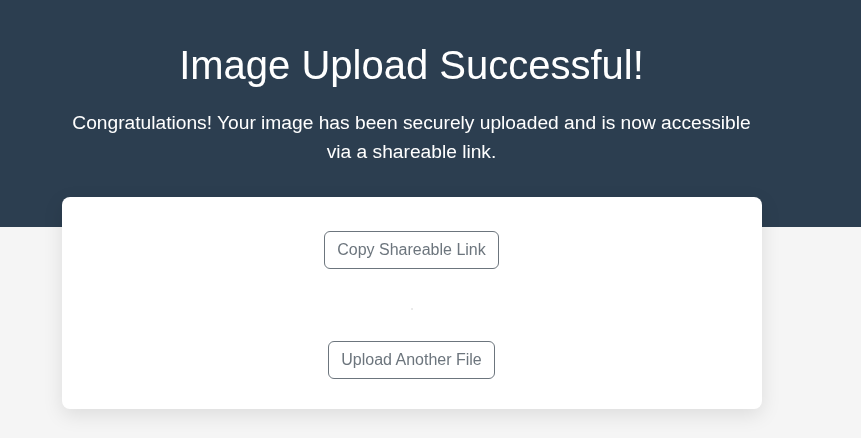 Image Upload Successful!
Congratulations! Your image has been securely uploaded and is now accessible
via a shareable link.
Copy Shareable Link
Upload Another File